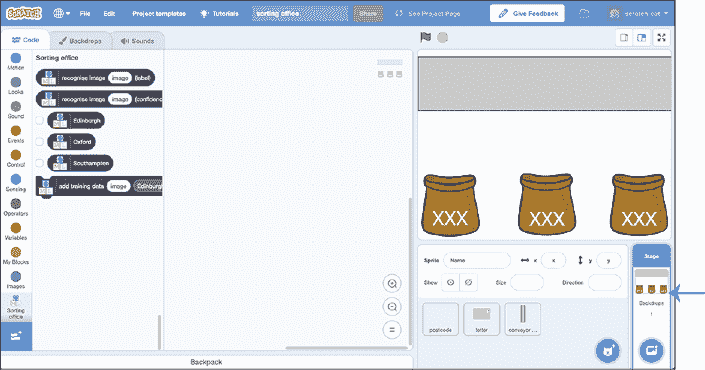 SCRATCH File Edit Project templates Tutorials sorting office Share See Project Page Give Feedback scratch-cat
Code Backdrops Sounds
Motion
Looks
Sound
Events
Control
Sensing
Operators
Variables
My Blocks
Images
Sorting
office
Sorting office
recognise image image (label)
recognise image image (confidenc
Edinburgh
Oxford
Southampton
add training data image Edinburg
XXX XXX XXX
Sprite Name x x y y
Show Size Direction
postcode letter conveyor ...
Stage
Backdrops
1
Backpack